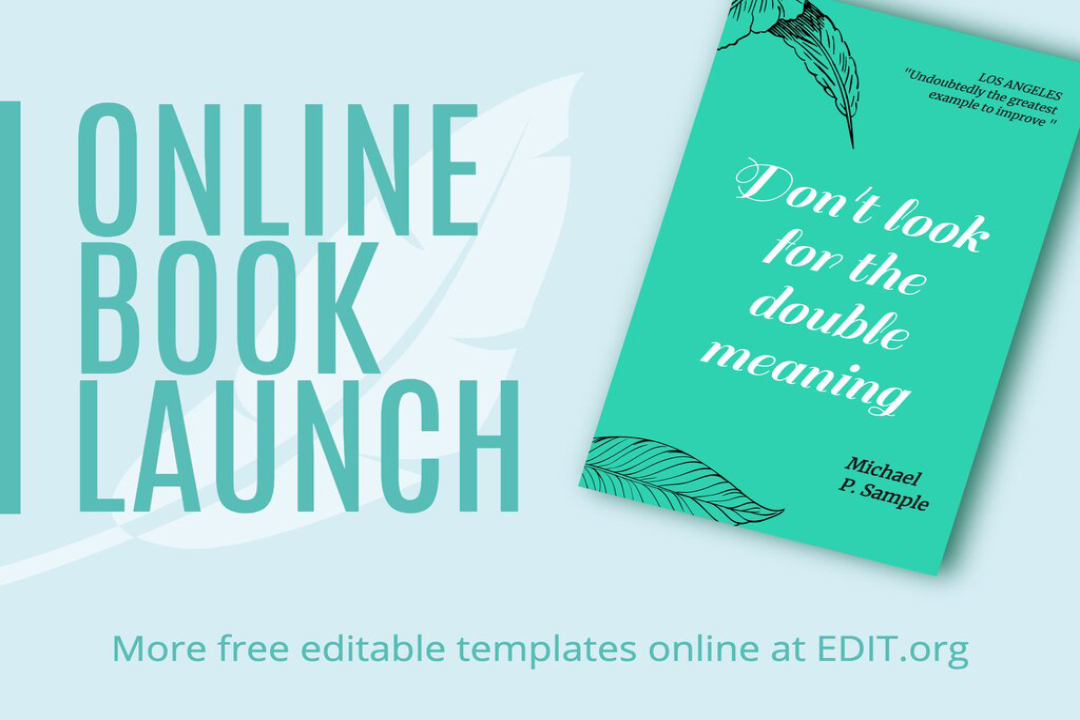 ONLINE
BOOK
LAUNCH
LOS ANGELES
"Undoubtedly the greatest
example to improve "
Don't look
for the
double
meaning
Michael
P. Sample
More free editable templates online at EDIT.org